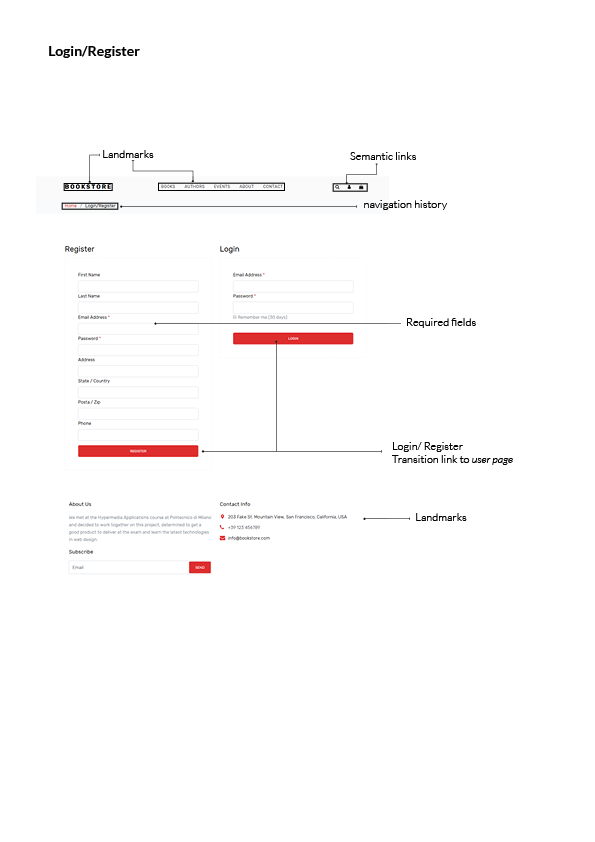 Login/Register
Landmarks
Semantic links
BOOKSTORE
BOOKS AUTHORS EVENTS ABOUT CONTACT
Home / Login/Register
navigation history
Register
Login
First Name
Last Name
Email Address *
Password *
Address
State / Country
Posta / Zip
Phone
REGISTER
Email Address *
Password *
Remember me (30 days)
LOGIN
Required fields
Login/ Register
Transition link to user page
About Us
We met at the Hypermedia Applications course at Politecnico di Milano
and decided to work together on this project, determined to get a
good product to deliver at the exam and learn the latest technologies
in web design
Subscribe
Email
SEND
Contact Info
203 Fake St. Mountain View, San Francisco, California, USA
+39 123 456789
info@bookstore.com
Landmarks